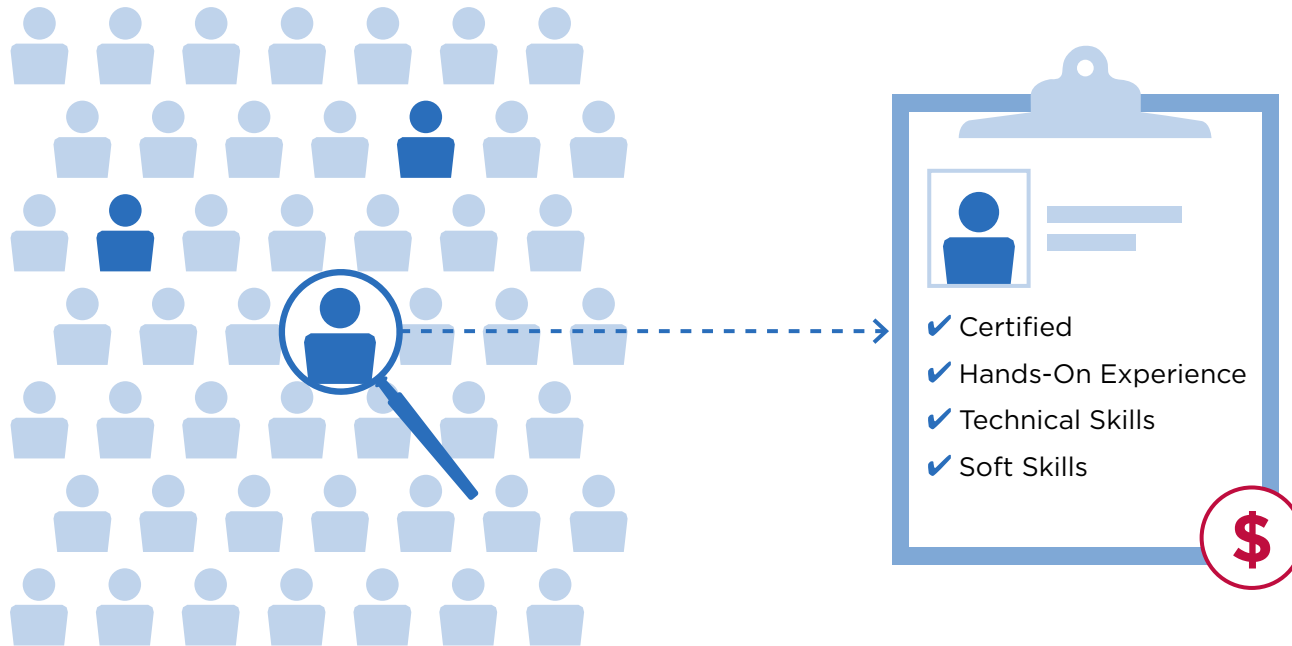 Certified
Hands-On Experience
Technical Skills
Soft Skills
$